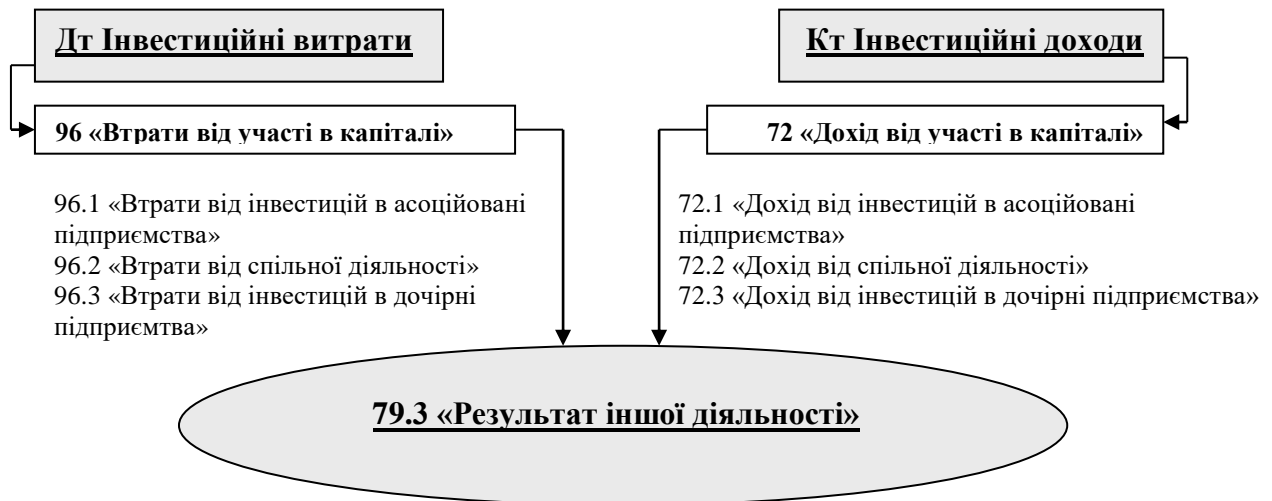 Дт Інвестиційні витрати
Кт Інвестиційні доходи
96 «Втрати від участі в капіталі»
72 «Дохід від участі в капіталі»
96.1 «Втрати від інвестицій в асоційовані
підприємства»
96.2 «Втрати від спільної діяльності»
96.3 «Втрати від інвестицій в дочірні
підприємтва»
72.1 «Дохід від інвестицій в асоційовані
підприємства»
72.2 «Дохід від спільної діяльності»
72.3 «Дохід від інвестицій в дочірні підприємства»
79.3 «Результат іншої діяльності»